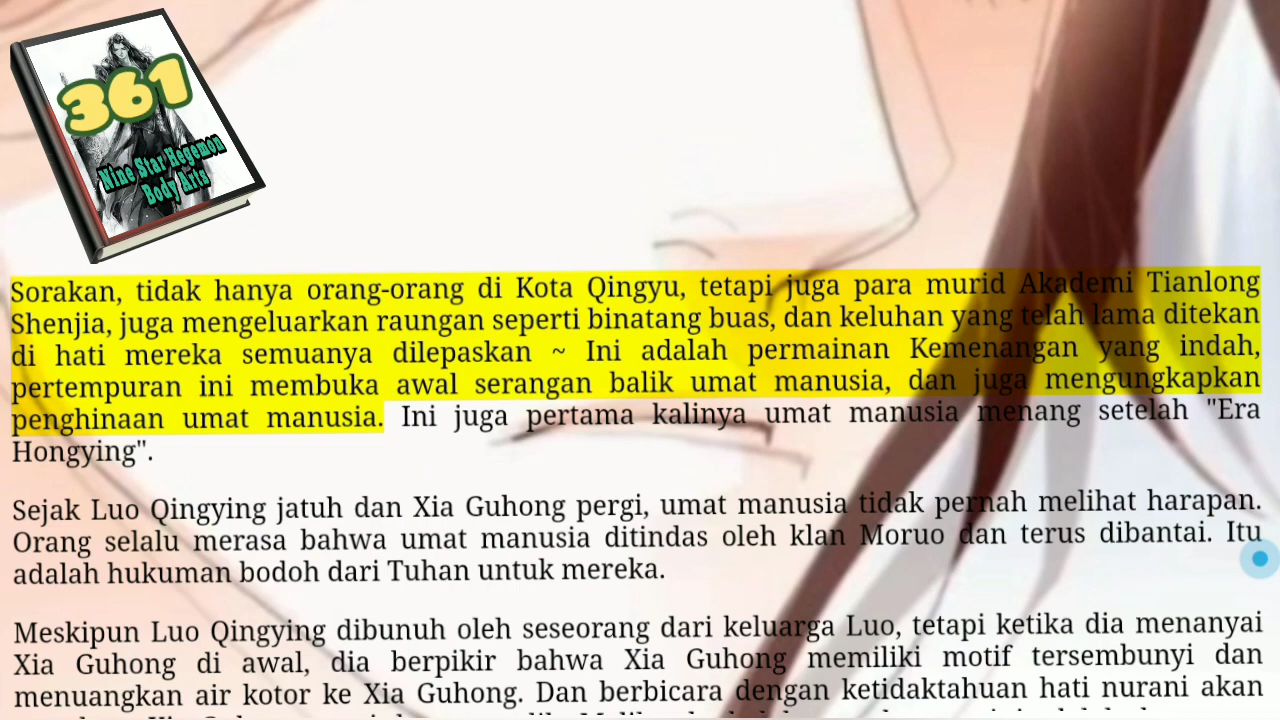 361
Nine Star Hegemon
Body Arts
Sorakan, tidak hanya orang-orang di Kota Qingyu, tetapi juga para murid Akademi Tianlong
Shenjia, juga mengeluarkan raungan seperti binatang buas, dan keluhan yang telah lama ditekan
di hati mereka semuanya dilepaskan ~ Ini adalah permainan Kemenangan yang indah,
pertempuran ini membuka awal serangan balik umat manusia, dan juga mengungkapkan
penghinaan umat manusia. Ini juga pertama kalinya umat manusia menang setelah "Era
Hongying".
Sejak Luo Qingying jatuh dan Xia Guhong pergi, umat manusia tidak pernah melihat harapan.
Orang selalu merasa bahwa umat manusia ditindas oleh klan Moruo dan terus dibantai. Itu
adalah hukuman bodoh dari Tuhan untuk mereka.
Meskipun Luo Qingying dibunuh oleh seseorang dari keluarga Luo, tetapi ketika dia menanyai
Xia Guhong di awal, dia berpikir bahwa Xia Guhong memiliki motif tersembunyi dan
menuangkan air kotor ke Xia Guhong. Dan berbicara dengan ketidaktahuan hati nurani akan